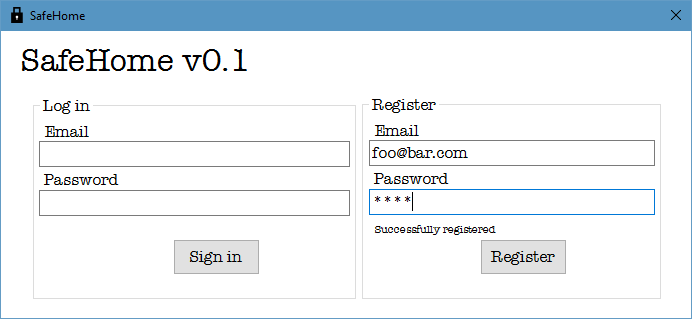 SafeHome
SafeHome v0.1
Log in
Email
Password
Sign in
Register
Email
foo@bar.com
Password
****
Successfully registered
Register